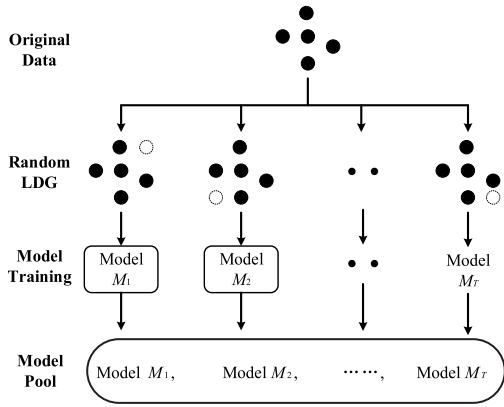 Original
Data
Random
LDG
Model
Training
Model
M1
Model
M2
Model
MT
Model
Pool
Model M1,
Model M2,
……,
Model MT